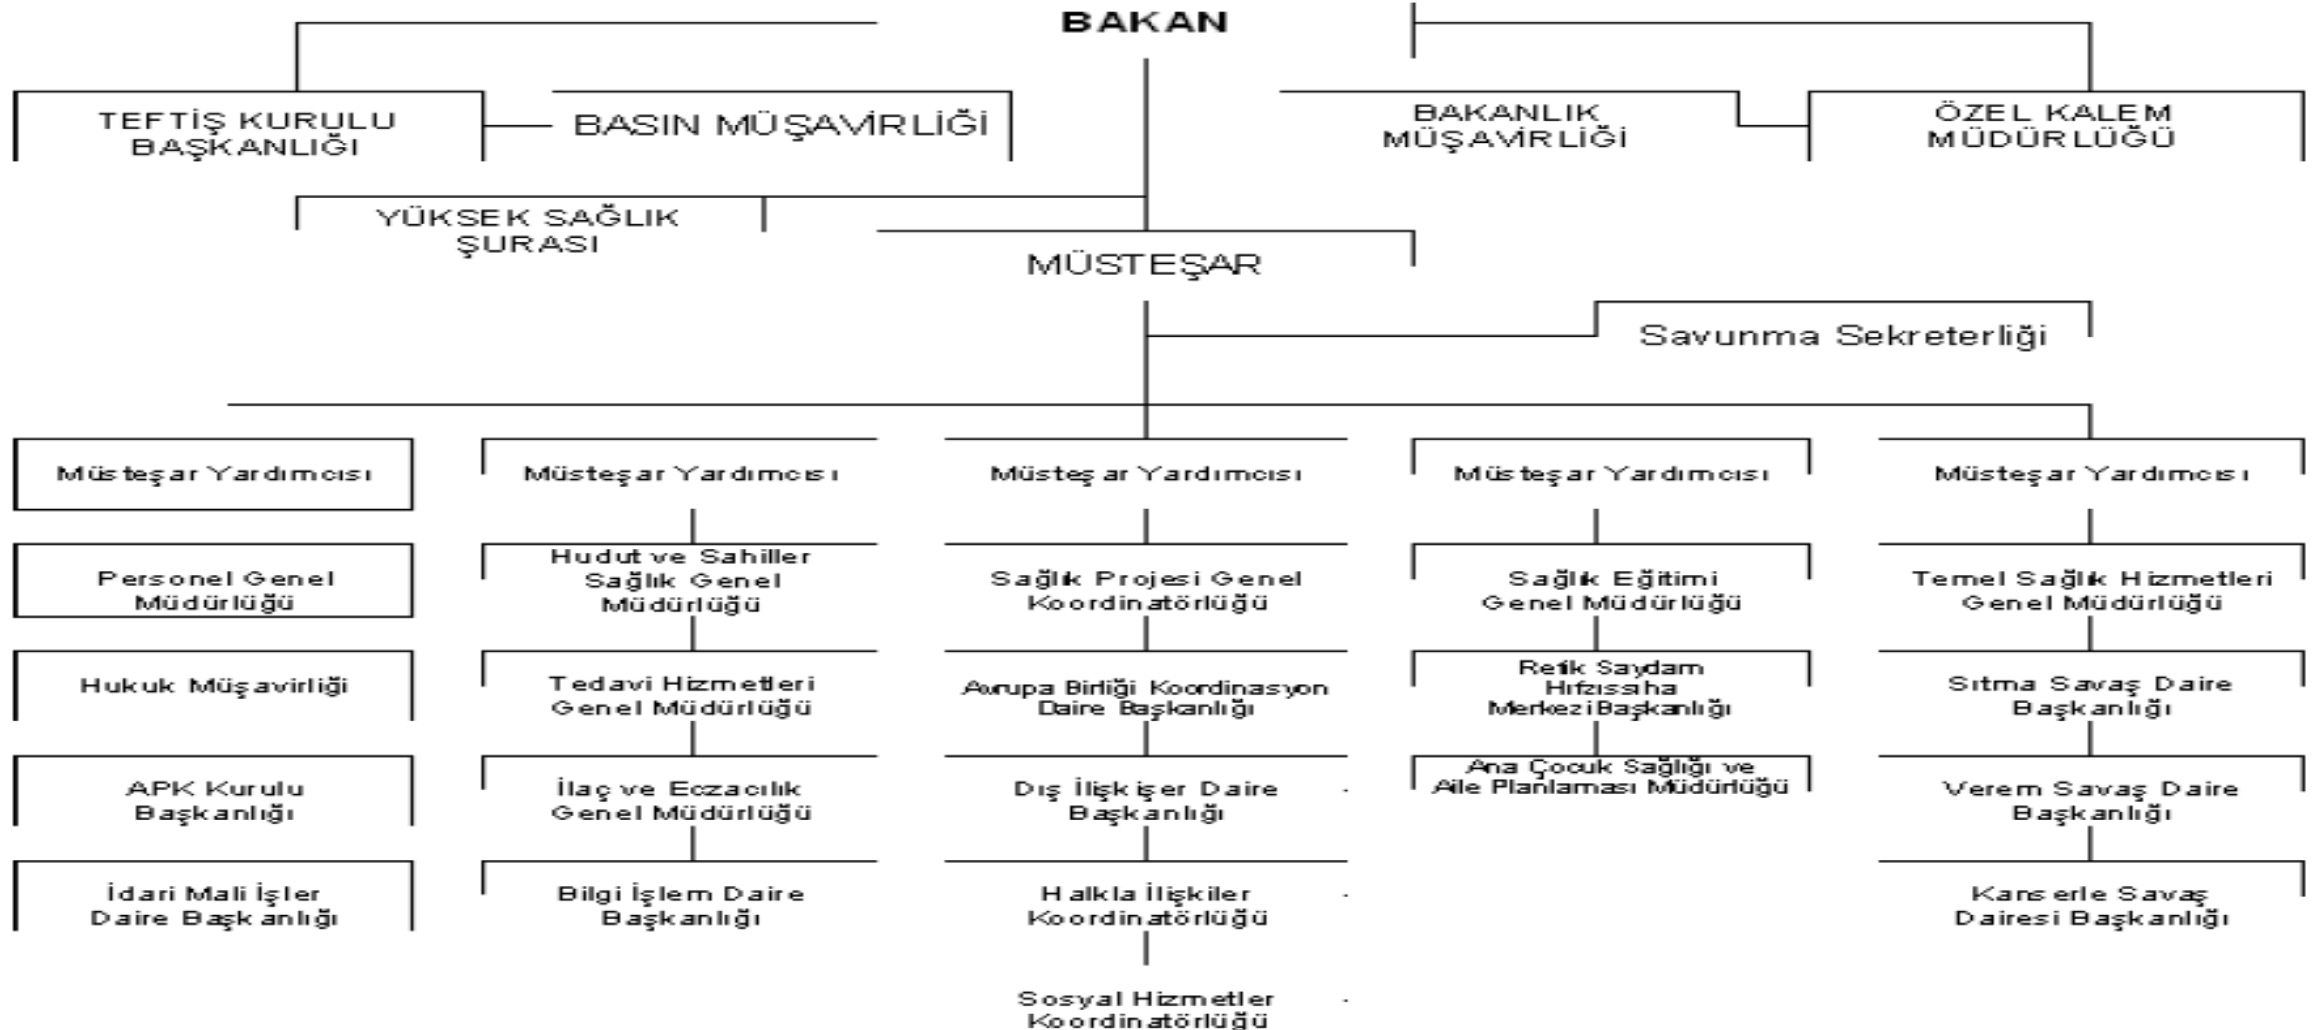 BAKAN
TEFTİŞ KURULU
BAŞKANLIĞI
BASIN MÜŞAVİRLİĞİ
BAKANLIK
MÜŞAVİRLİĞİ
ÖZEL KALEM
MÜDÜRLÜĞÜ
YÜKSEK SAĞLIK
ŞURASI
MÜSTEŞAR
Savunma Sekreterliği
Müsteşar Yardımcısı
Müsteşar Yardımcısı
Müsteşar Yardımcısı
Müsteşar Yardımcısı
Müsteşar Yardımcısı
Personel Genel
Müdürlüğü
Hudut ve Sahiller
Sağlık Genel
Müdürlüğü
Sağlık Projesi Genel
Koordinatörlüğü
Sağlık Eğitimi
Genel Müdürlüğü
Temel Sağlık Hizmetleri
Genel Müdürlüğü
Hukuk Müşavirliği
Tedavi Hizmetleri
Genel Müdürlüğü
Avrupa Birliği Koordinasyon
Daire Başkanlığı
Refik Saydam
Hıfzıssıha
Merkezi Başkanlığı
Sıtma Savaş Daire
Başkanlığı
APK Kurulu
Başkanlığı
İlaç ve Eczacılık
Genel Müdürlüğü
Dış İlişkişer Daire
Başkanlığı
Ana Çocuk Sağlığı ve
Aile Planlaması Müdürlüğü
Verem Savaş Daire
Başkanlığı
İdari Mali İşler
Daire Başkanlığı
Bilgi İşlem Daire
Başkanlığı
Halkla İlişkiler
Koordinatörlüğü
Kanserle Savaş
Dairesi Başkanlığı
Sosyal Hizmetler
Koordinatörlüğü